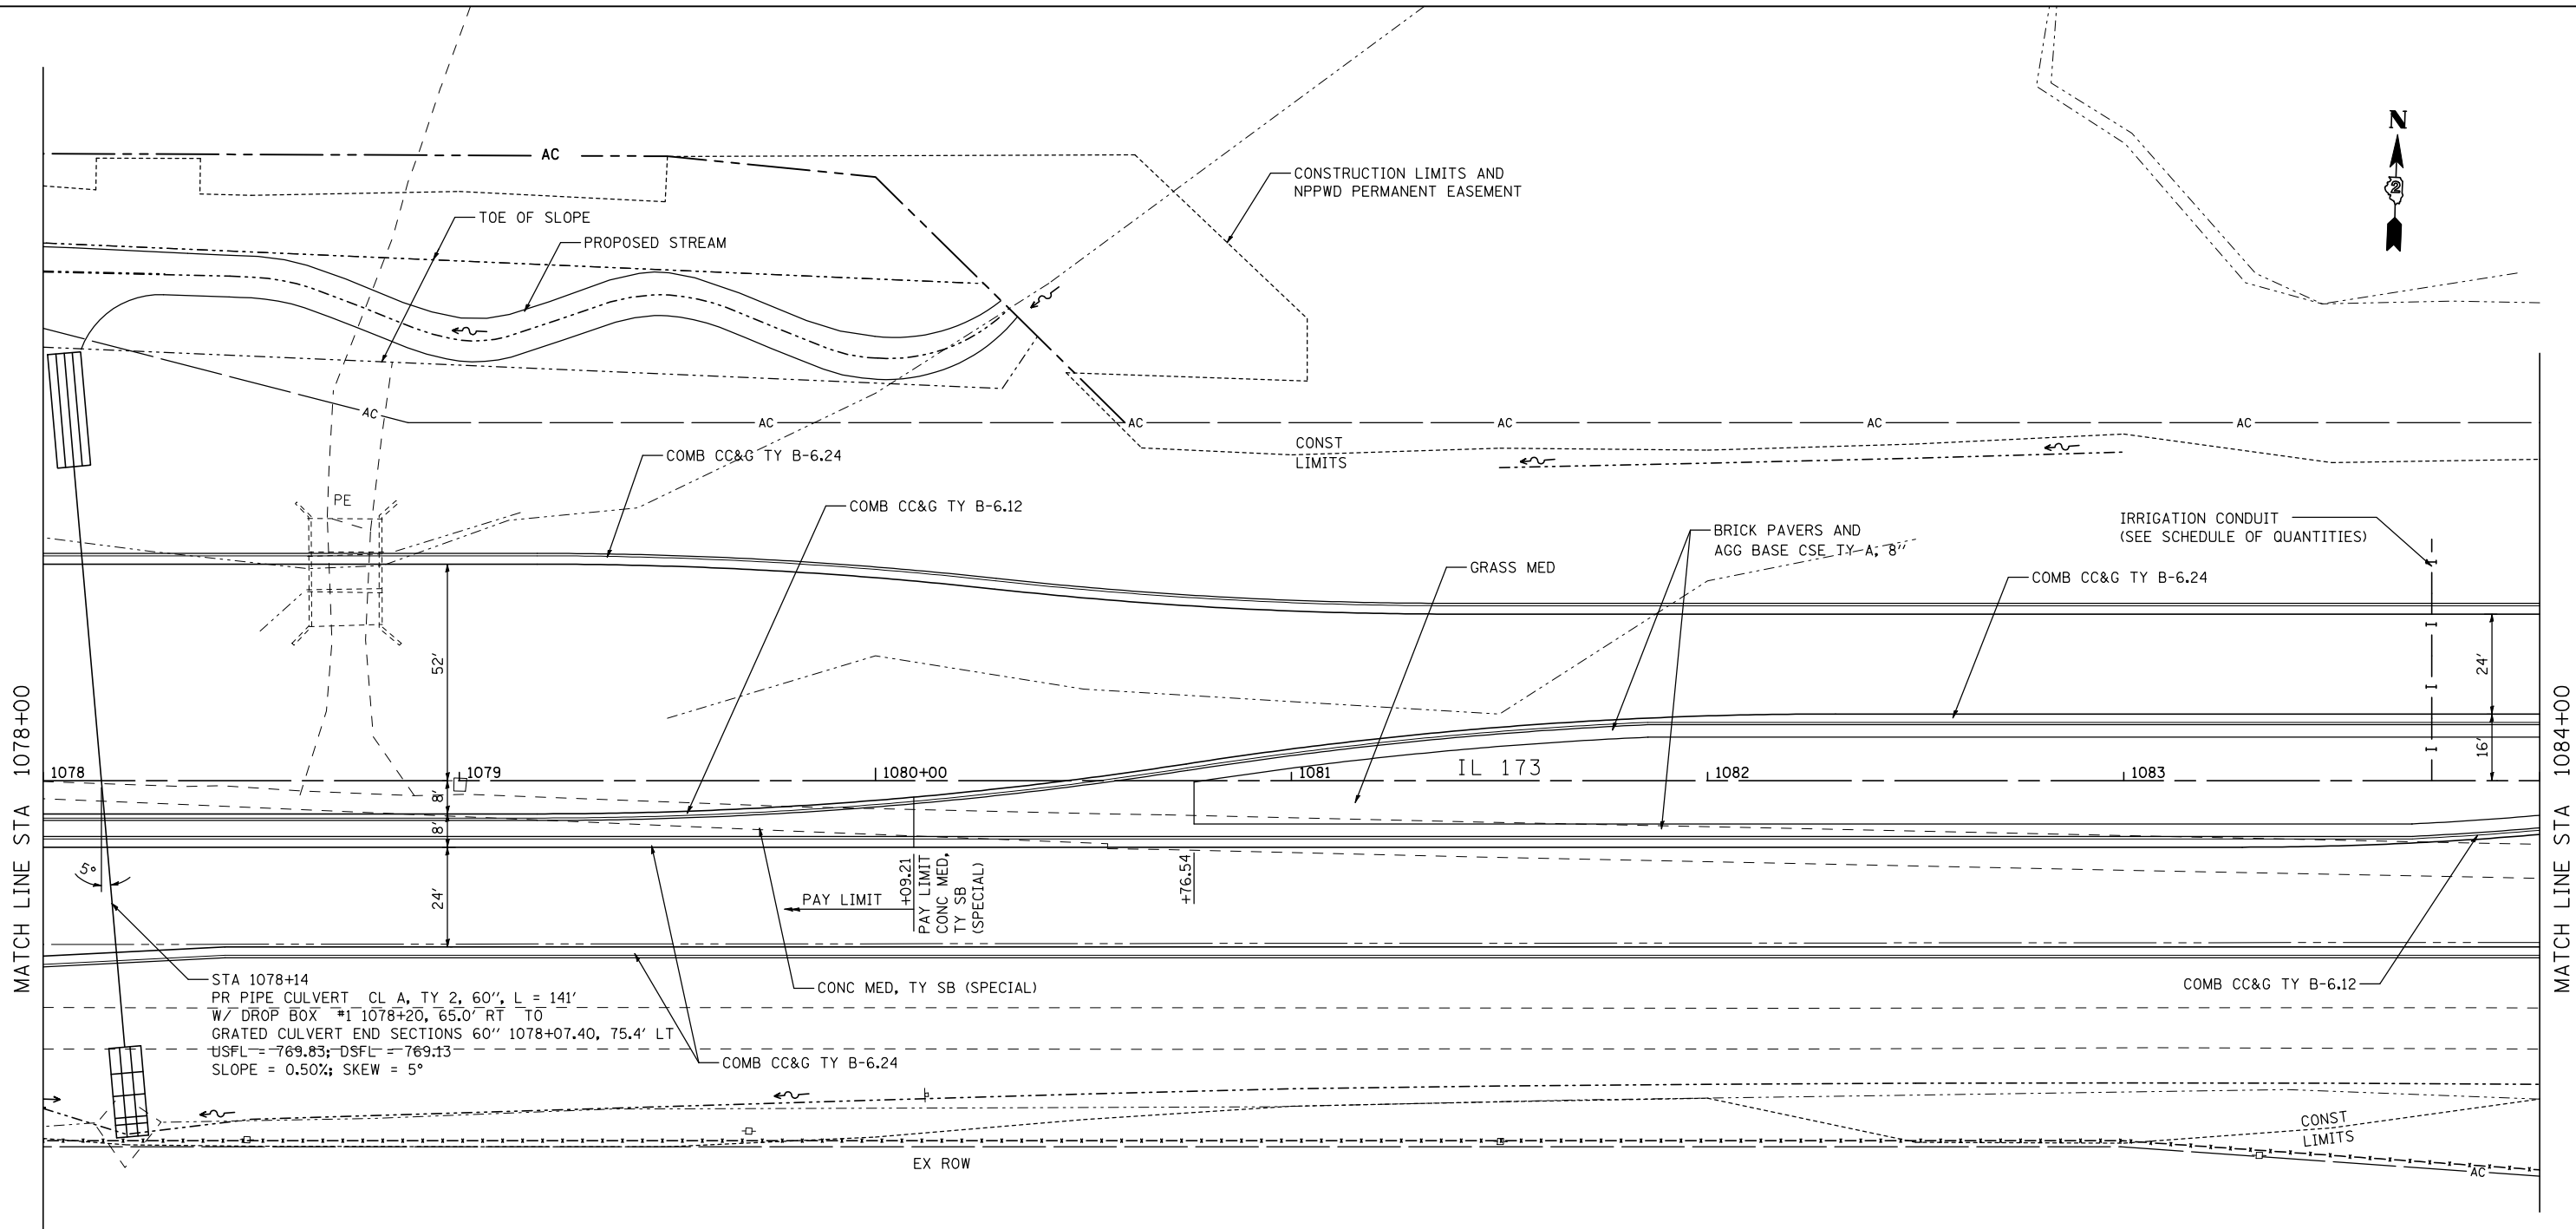 N
2
AC
CONSTRUCTION LIMITS AND
NPPWD PERMANENT EASEMENT
TOE OF SLOPE
PROPOSED STREAM
AC
AC
AC
AC
AC
AC
CONST
LIMITS
COMB CC&G TY B-6.24
PE
COMB CC&G TY B-6.12
BRICK PAVERS AND
AGG BASE CSE TY A, 8"
IRRIGATION CONDUIT
(SEE SCHEDULE OF QUANTITIES)
GRASS MED
COMB CC&G TY B-6.24
I
I
I
I
52'
24'
16'
MATCH LINE STA 1078+00
MATCH LINE STA 1084+00
1078
1079
1080+00
1081
IL 173
1082
1083
8'
8'
5°
24'
PAY LIMIT
+09.21
PAY LIMIT
CONC MED,
TY SB
(SPECIAL)
+76.54
STA 1078+14
PR PIPE CULVERT CL A, TY 2, 60", L = 141'
W/ DROP BOX #1 1078+20, 65.0' RT TO
GRATED CULVERT END SECTIONS 60" 1078+07.40, 75.4' LT
USFL = 769.83; DSFL = 769.13
SLOPE = 0.50%; SKEW = 5°
CONC MED, TY SB (SPECIAL)
COMB CC&G TY B-6.24
COMB CC&G TY B-6.12
CONST
LIMITS
EX ROW
AC